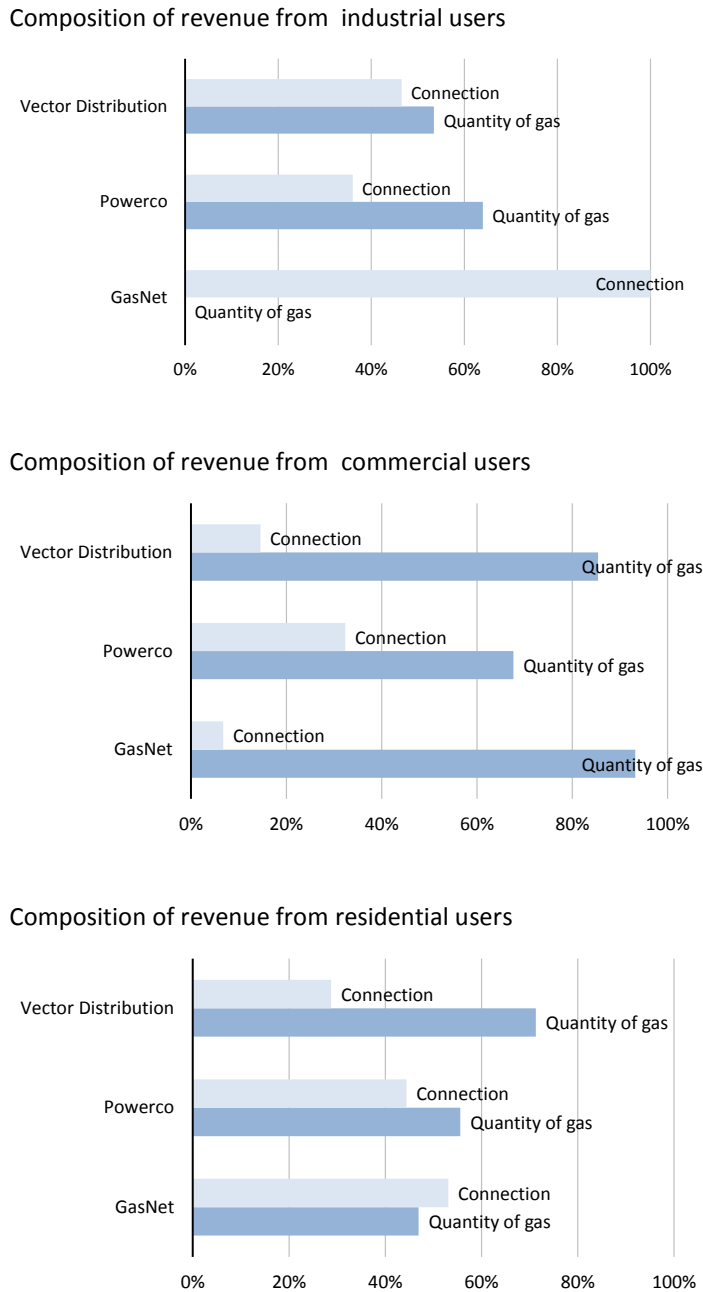 Composition of revenue from  industrial users
Vector Distribution
Connection
Quantity of gas
Powerco
Connection
Quantity of gas
GasNet
Connection
Quantity of gas
0% 20% 40% 60% 80% 100%
Composition of revenue from  commercial users
Vector Distribution
Connection
Quantity of gas
Powerco
Connection
Quantity of gas
GasNet
Connection
Quantity of gas
0% 20% 40% 60% 80% 100%
Composition of revenue from residential users
Vector Distribution
Connection
Quantity of gas
Powerco
Connection
Quantity of gas
GasNet
Connection
Quantity of gas
0% 20% 40% 60% 80% 100%